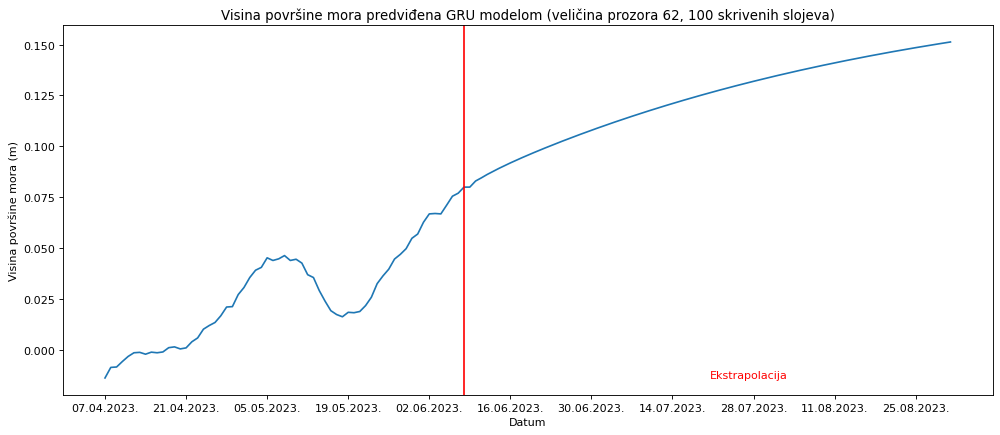 Visina površine mora predviđena GRU modelom (veličina prozora 62, 100 skrivenih slojeva)
Visina površine mora (m)
0.150
0.125
0.100
0.075
0.050
0.025
0.000
Ekstrapolacija
07.04.2023. 21.04.2023. 05.05.2023. 19.05.2023. 02.06.2023. 16.06.2023. 30.06.2023. 14.07.2023. 28.07.2023. 11.08.2023. 25.08.2023.
Datum